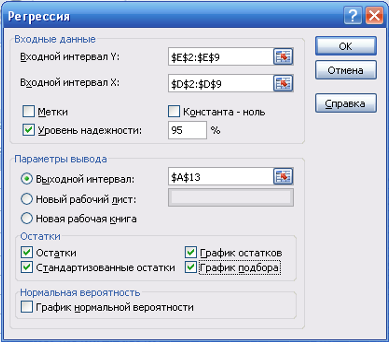 Регрессия
Входные данные
Входной интервал Y: $E$2:$E$9
Входной интервал X: $D$2:$D$9
Метки Константа - ноль
Уровень надежности: 95 %
Параметры вывода
Выходной интервал: $A$13
Новый рабочий лист:
Новая рабочая книга
Остатки
Остатки График остатков
Стандартизованные остатки График подбора
Нормальная вероятность
График нормальной вероятности
ОК
Отмена
Справка